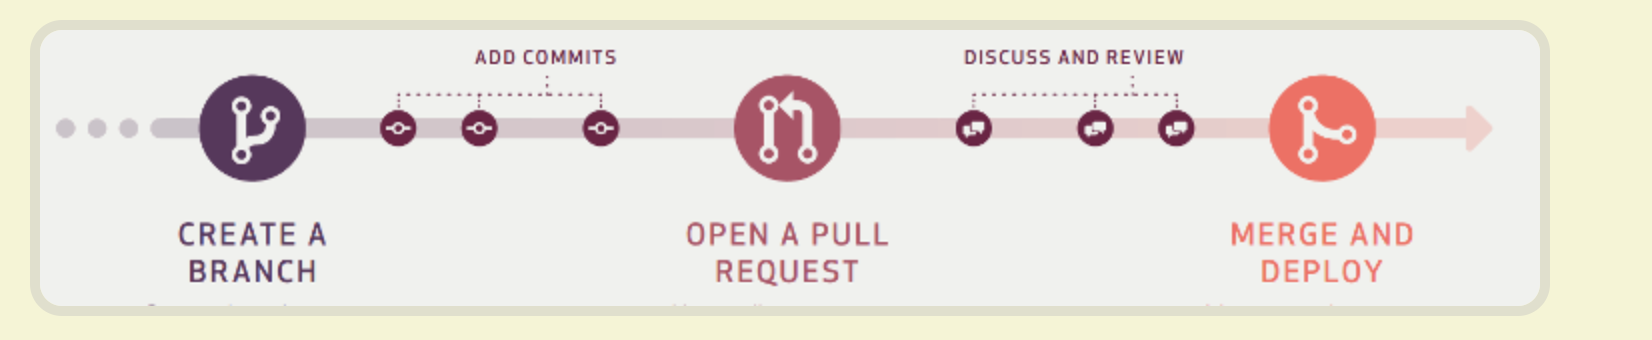 ADD COMMITS
DISCUSS AND REVIEW
CREATE A
BRANCH
OPEN A PULL
REQUEST
MERGE AND
DEPLOY